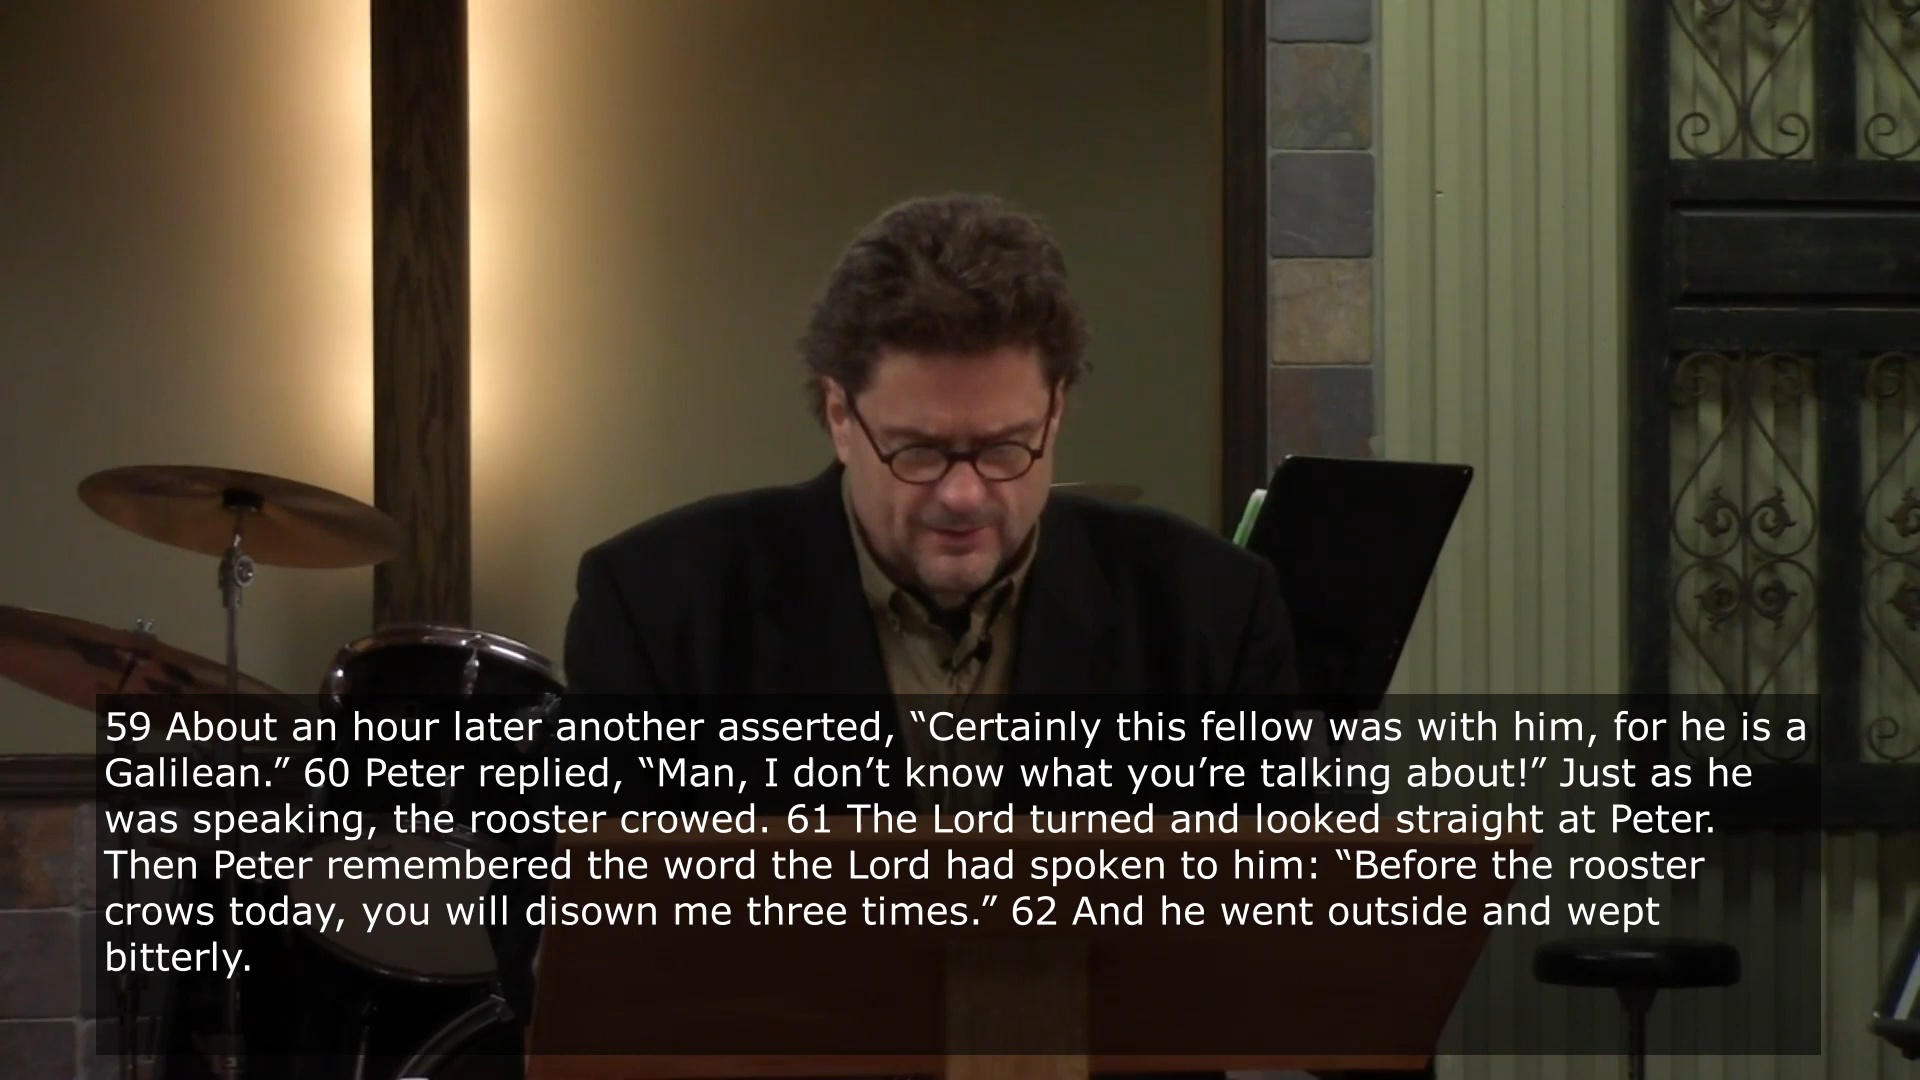 59 About an hour later another asserted, “Certainly this fellow was with him, for he is a
Galilean.” 60 Peter replied, “Man, I don’t know what you’re talking about!” Just as he
was speaking, the rooster crowed. 61 The Lord turned and looked straight at Peter.
Then Peter remembered the word the Lord had spoken to him: “Before the rooster
crows today, you will disown me three times.” 62 And he went outside and wept
bitterly.